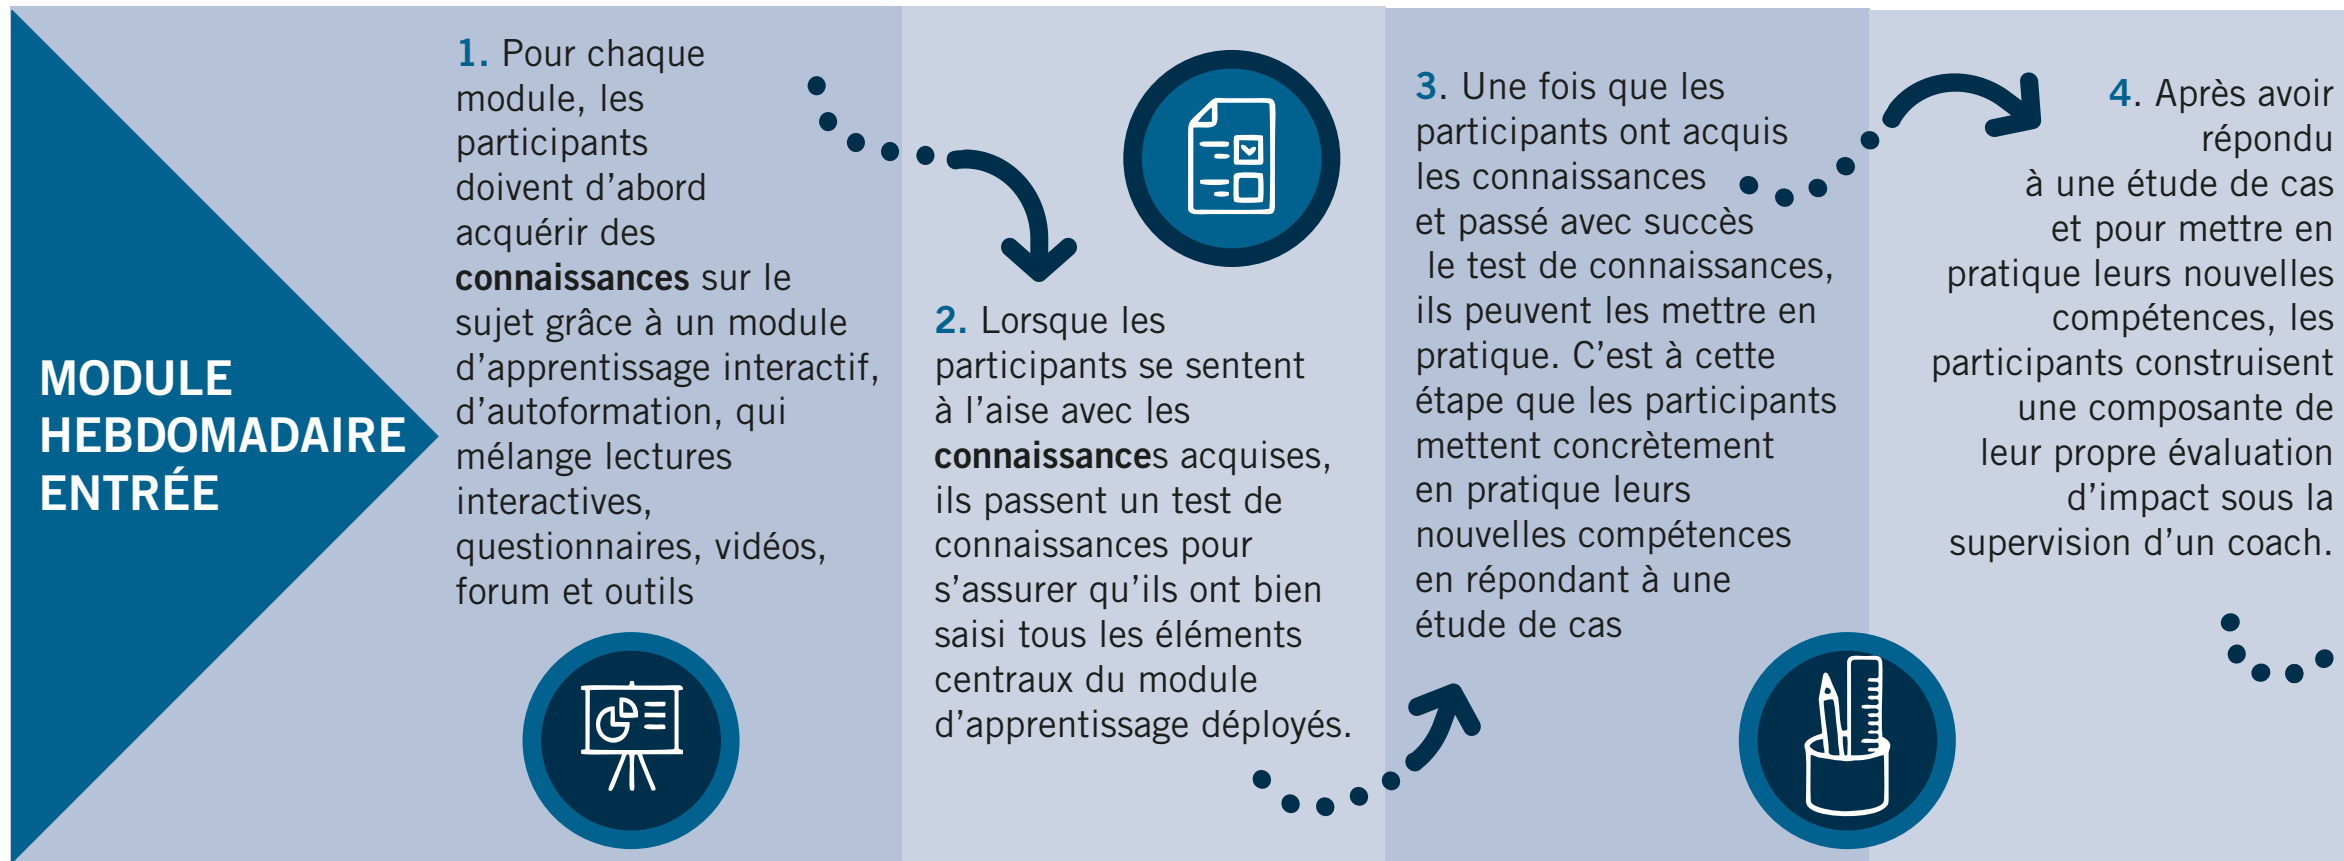 MODULE
HEBDOMADAIRE
ENTRÉE
1. Pour chaque
module, les
participants
doivent d’abord
acquérir des
connaissances sur le
sujet grâce à un module
d’apprentissage interactif,
d’autoformation, qui
mélange lectures
interactives,
questionnaires, vidéos,
forum et outils
2. Lorsque les
participants se sentent
à l’aise avec les
connaissances acquises,
ils passent un test de
connaissances pour
s’assurer qu’ils ont bien
saisi tous les éléments
centraux du module
d’apprentissage déployés.
3. Une fois que les
participants ont acquis
les connaissances
et passé avec succès
le test de connaissances,
ils peuvent les mettre en
pratique. C’est à cette
étape que les participants
mettent concrètement
en pratique leurs
nouvelles compétences
en répondant à une
étude de cas
4. Après avoir
répondu
à une étude de cas
et pour mettre en
pratique leurs nouvelles
compétences, les
participants construisent
une composante de
leur propre évaluation
d’impact sous la
supervision d’un coach.